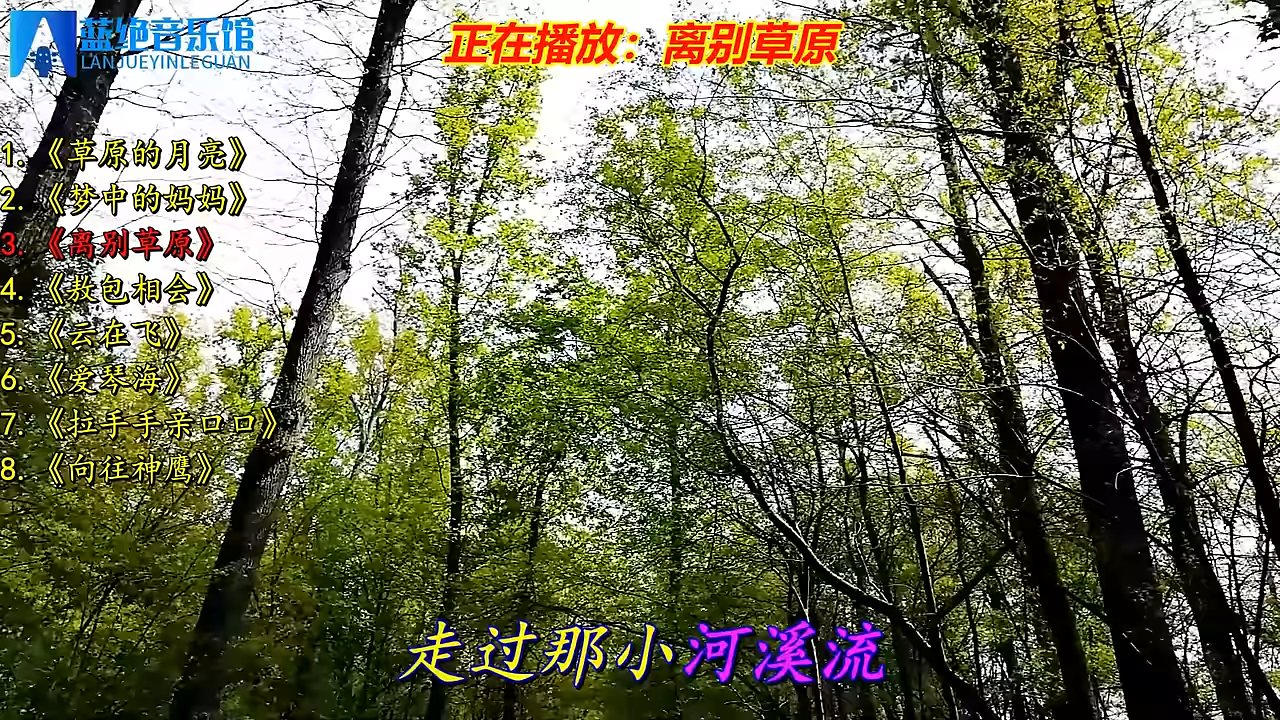 蓝绝音乐馆
LANJUEYINLEGUAN
正在播放：离别草原
1. 《草原的月亮》
2. 《梦中的妈妈》
3. 《离别草原》
4. 《敖包相会》
5. 《云在飞》
6. 《爱琴海》
7 《拉手手亲口口》
8. 《向往神鹰》
走过那小河溪流